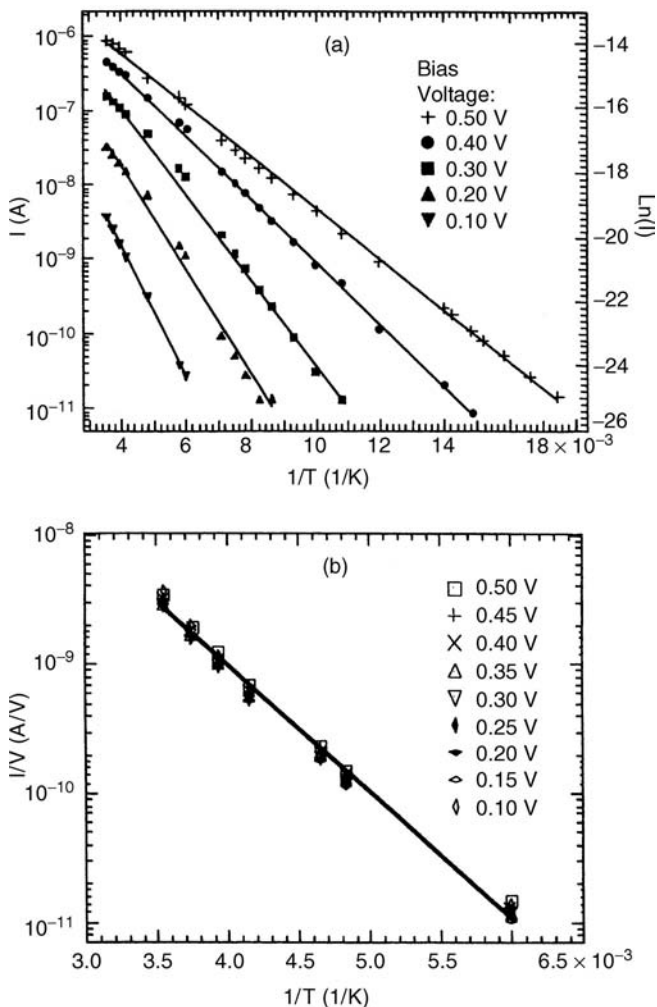 (a)
10⁻⁶
10⁻⁷
10⁻⁸
10⁻⁹
10⁻¹⁰
10⁻¹¹
I (A)
Bias
Voltage:
+ 0.50 V
● 0.40 V
■ 0.30 V
▲ 0.20 V
▼ 0.10 V
−14
−16
−18
−20
−22
−24
−26
Ln(I)
4 6 8 10 12 14 18 × 10⁻³
1/T (1/K)
(b)
10⁻⁸
10⁻⁹
10⁻¹⁰
10⁻¹¹
I/V (A/V)
0.50 V
0.45 V
0.40 V
0.35 V
0.30 V
0.25 V
0.20 V
0.15 V
0.10 V
3.0 3.5 4.0 4.5 5.0 5.5 6.0 6.5 × 10⁻³
1/T (1/K)